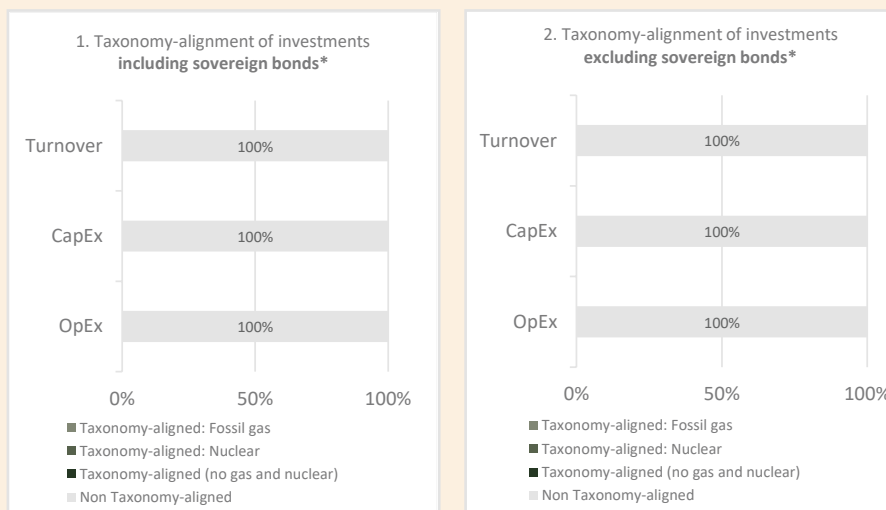 1. Taxonomy-alignment of investments
including sovereign bonds*
Turnover
100%
CapEx
100%
OpEx
100%
0% 50% 100%
Taxonomy-aligned: Fossil gas
Taxonomy-aligned: Nuclear
Taxonomy-aligned (no gas and nuclear)
Non Taxonomy-aligned
2. Taxonomy-alignment of investments
excluding sovereign bonds*
Turnover
100%
CapEx
100%
OpEx
100%
0% 50% 100%
Taxonomy-aligned: Fossil gas
Taxonomy-aligned: Nuclear
Taxonomy-aligned (no gas and nuclear)
Non Taxonomy-aligned